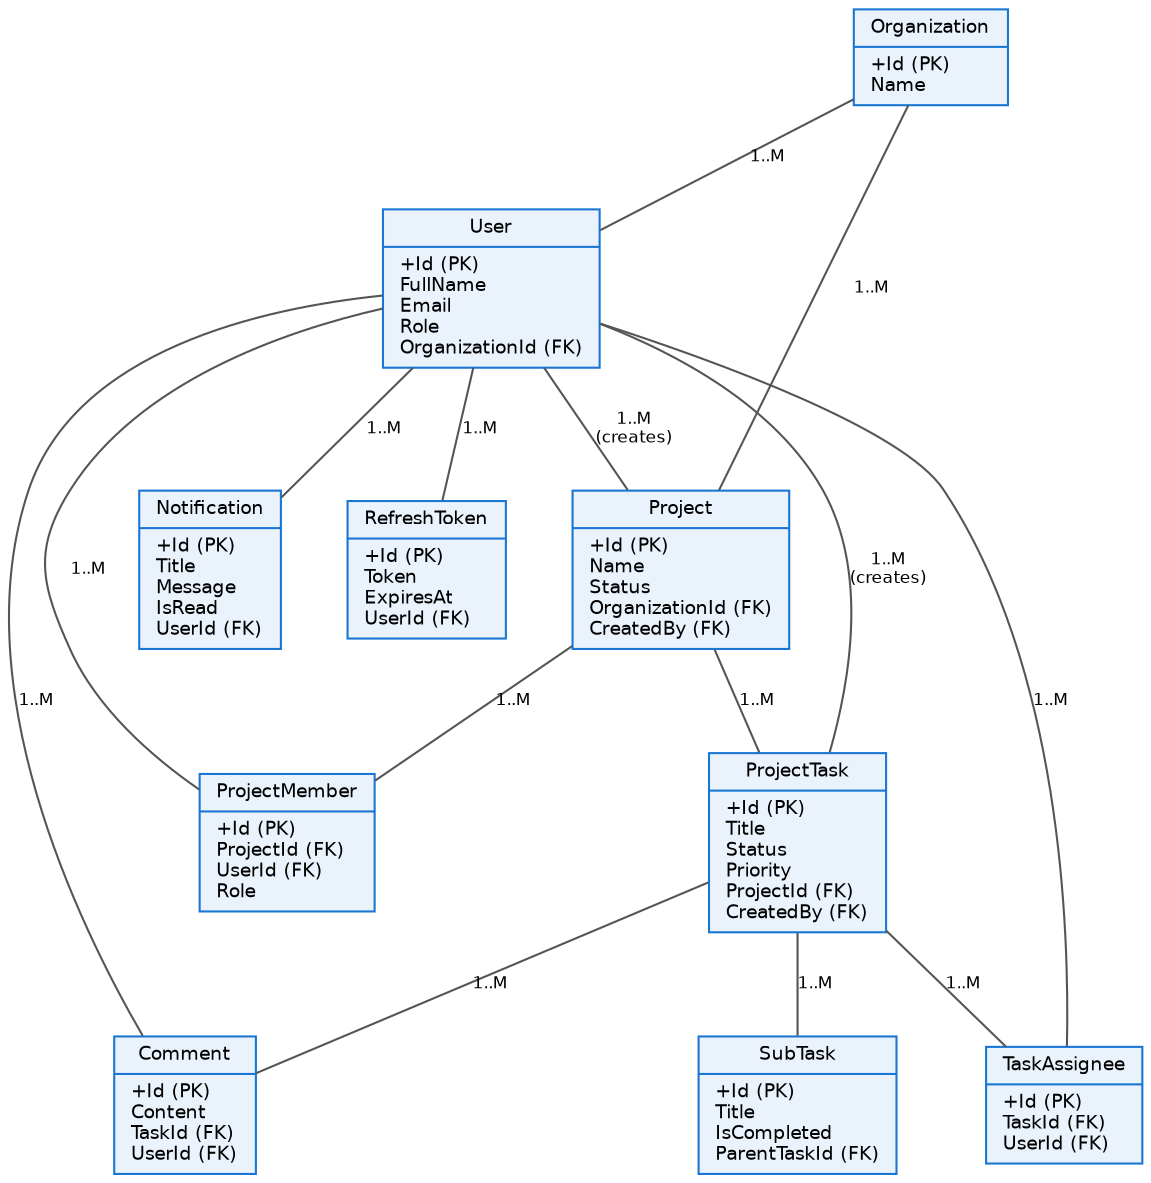 Organization
+Id (PK)
Name
1..M
User
+Id (PK)
FullName
Email
Role
OrganizationId (FK)
1..M
1..M
1..M
1..M
(creates)
Notification
+Id (PK)
Title
Message
IsRead
UserId (FK)
RefreshToken
+Id (PK)
Token
ExpiresAt
UserId (FK)
Project
+Id (PK)
Name
Status
OrganizationId (FK)
CreatedBy (FK)
1..M
1..M
(creates)
1..M
1..M
1..M
1..M
ProjectMember
+Id (PK)
ProjectId (FK)
UserId (FK)
Role
ProjectTask
+Id (PK)
Title
Status
Priority
ProjectId (FK)
CreatedBy (FK)
1..M
1..M
1..M
Comment
+Id (PK)
Content
TaskId (FK)
UserId (FK)
SubTask
+Id (PK)
Title
IsCompleted
ParentTaskId (FK)
TaskAssignee
+Id (PK)
TaskId (FK)
UserId (FK)